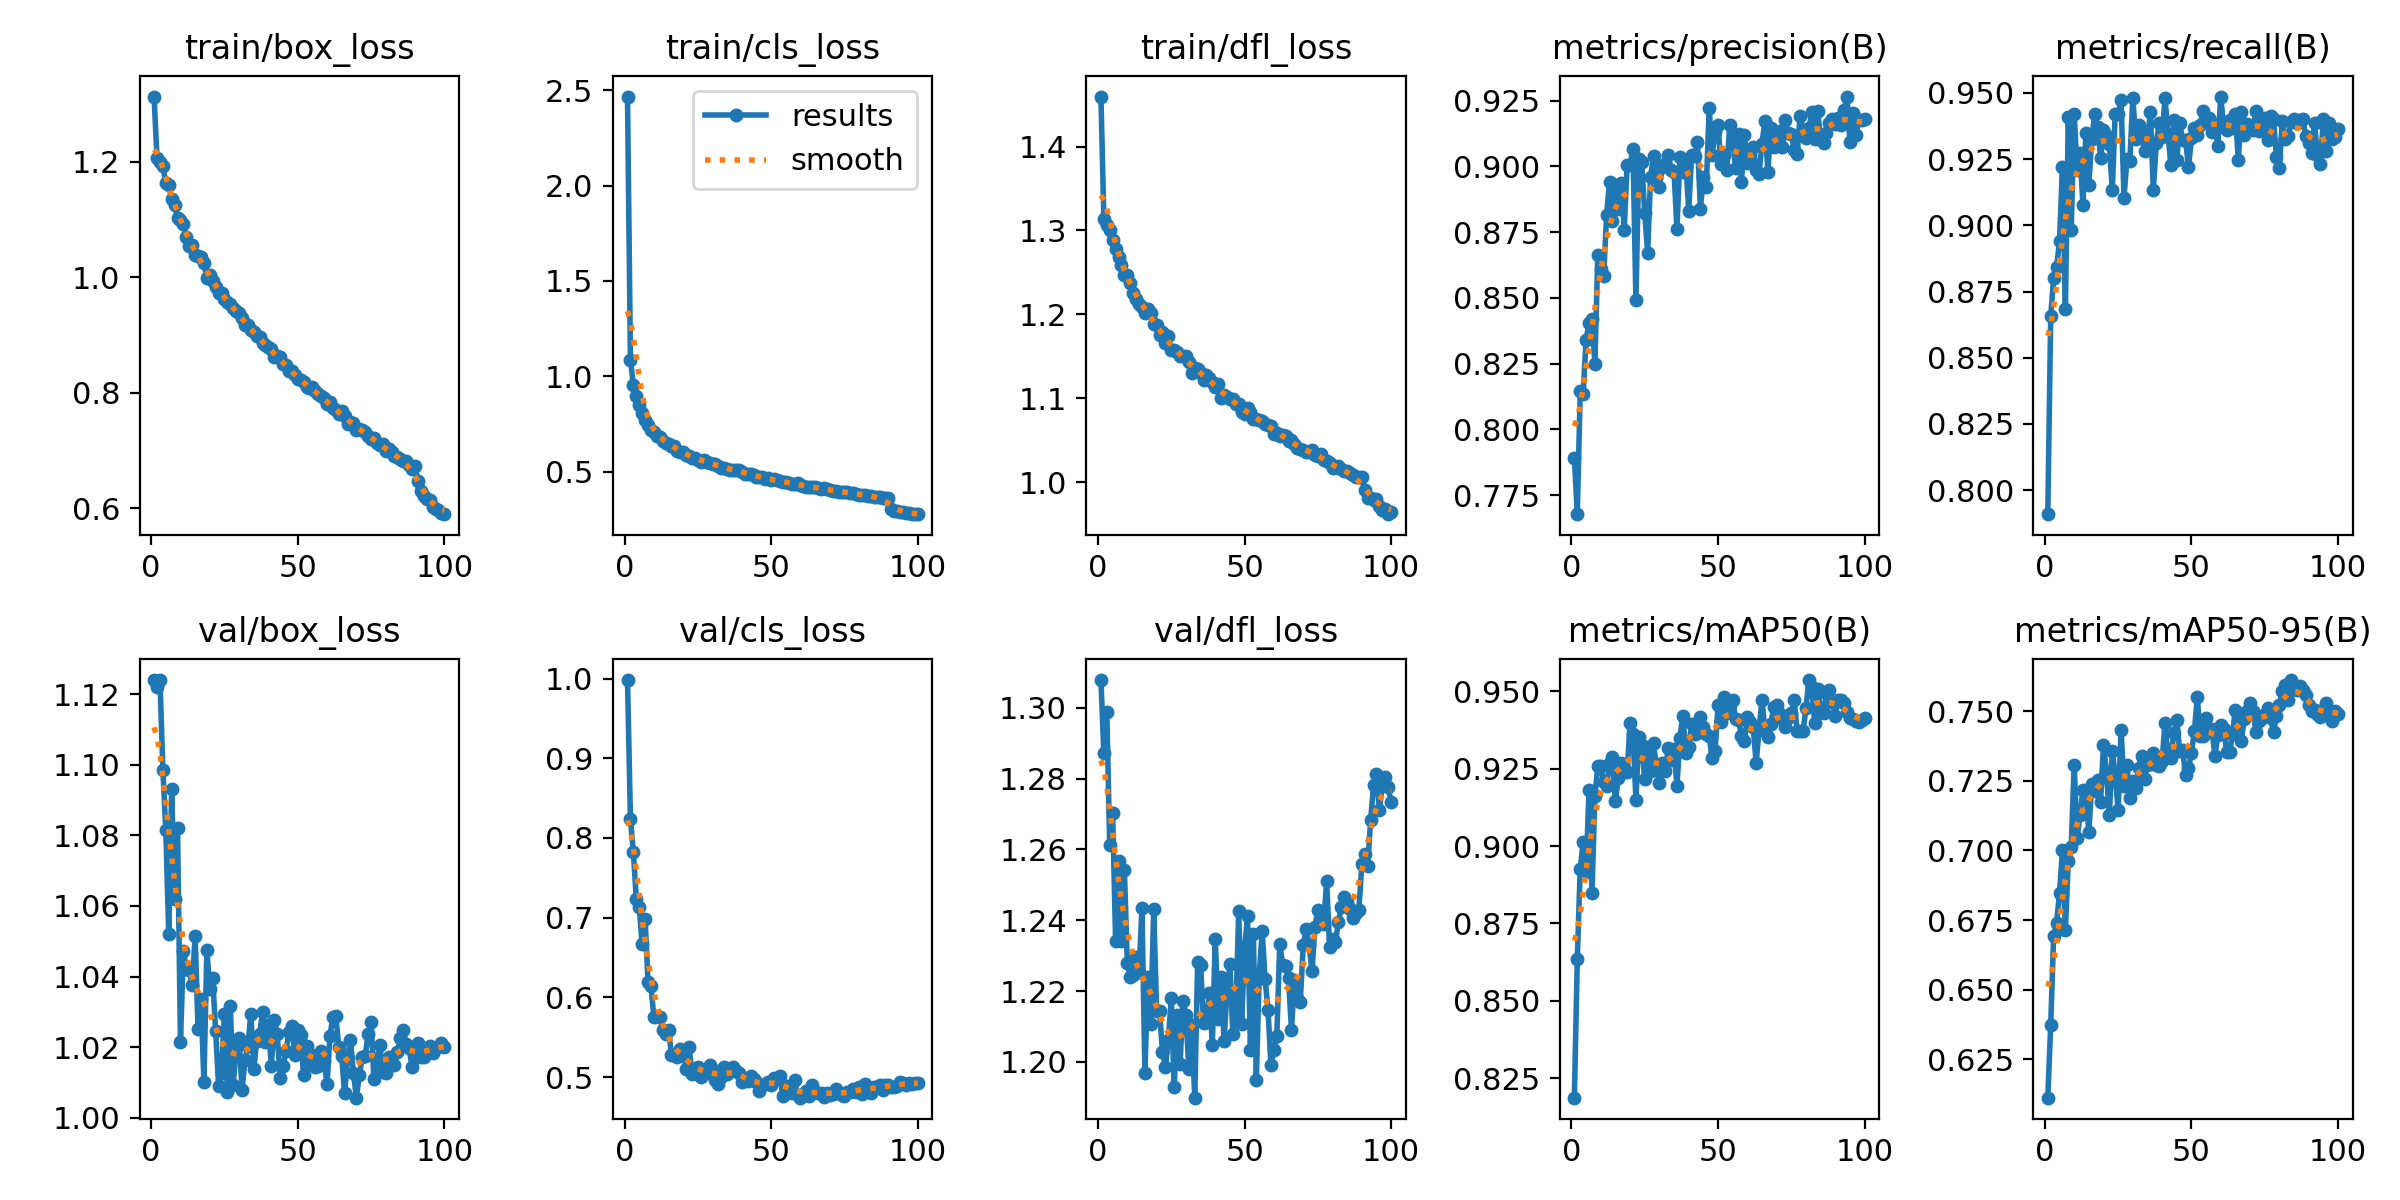 train/box_loss
1.2
1.0
0.8
0.6
0 50 100
train/cls_loss
results
smooth
2.5
2.0
1.5
1.0
0.5
0 50 100
train/dfl_loss
1.4
1.3
1.2
1.1
1.0
0 50 100
metrics/precision(B)
0.925
0.900
0.875
0.850
0.825
0.800
0.775
0 50 100
metrics/recall(B)
0.950
0.925
0.900
0.875
0.850
0.825
0.800
0 50 100
val/box_loss
1.12
1.10
1.08
1.06
1.04
1.02
1.00
0 50 100
val/cls_loss
1.0
0.9
0.8
0.7
0.6
0.5
0 50 100
val/dfl_loss
1.30
1.28
1.26
1.24
1.22
1.20
0 50 100
metrics/mAP50(B)
0.950
0.925
0.900
0.875
0.850
0.825
0 50 100
metrics/mAP50-95(B)
0.750
0.725
0.700
0.675
0.650
0.625
0 50 100